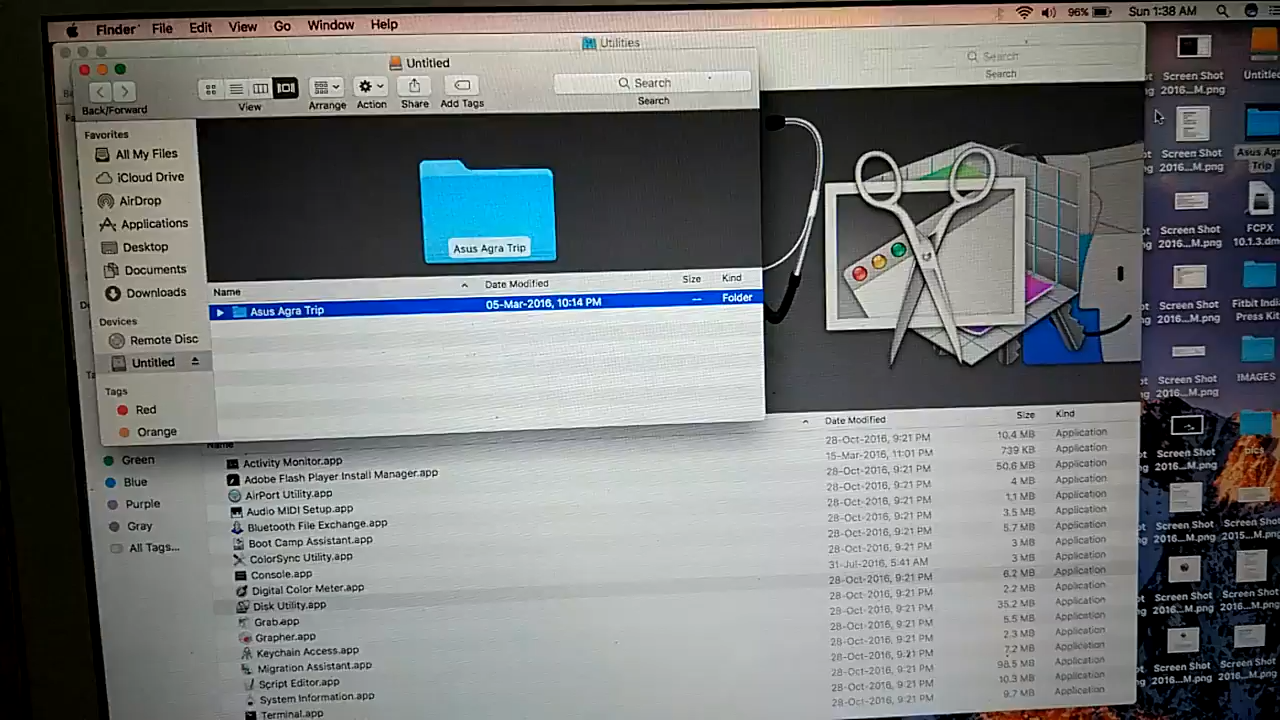 Finder File Edit View Go Window Help 96% Sun 1:38 AM
Utilities
Untitled
Search
Search
Search
Search
Back/Forward View Arrange Action Share Add Tags
Favorites
All My Files
iCloud Drive
AirDrop
Applications
Desktop
Documents
Downloads
Devices
Remote Disc
Untitled
Tags
Red
Orange
Green
Blue
Purple
Gray
All Tags...
Asus Agra Trip
Name Date Modified Size Kind
Asus Agra Trip 05-Mar-2016, 10:14 PM -- Folder
Name Date Modified Size Kind
Activity Monitor.app 28-Oct-2016, 9:21 PM 10.4 MB Application
Adobe Flash Player Install Manager.app 15-Mar-2016, 11:01 PM 739 KB Application
AirPort Utility.app 28-Oct-2016, 9:21 PM 50.6 MB Application
Audio MIDI Setup.app 28-Oct-2016, 9:21 PM 4 MB Application
Bluetooth File Exchange.app 28-Oct-2016, 9:21 PM 1.1 MB Application
Boot Camp Assistant.app 28-Oct-2016, 9:21 PM 3.5 MB Application
ColorSync Utility.app 28-Oct-2016, 9:21 PM 5.7 MB Application
Console.app 28-Oct-2016, 9:21 PM 3 MB Application
Digital Color Meter.app 31-Jul-2016, 5:41 AM 3 MB Application
Disk Utility.app 28-Oct-2016, 9:21 PM 6.2 MB Application
Grab.app 28-Oct-2016, 9:21 PM 2.2 MB Application
Grapher.app 28-Oct-2016, 9:21 PM 35.2 MB Application
Keychain Access.app 28-Oct-2016, 9:21 PM 5.5 MB Application
Migration Assistant.app 28-Oct-2016, 9:21 PM 2.3 MB Application
Script Editor.app 28-Oct-2016, 9:21 PM 7.2 MB Application
System Information.app 28-Oct-2016, 9:21 PM 98.5 MB Application
Terminal.app 28-Oct-2016, 9:21 PM 10.3 MB Application
28-Oct-2016, 9:21 PM 9.7 MB Application
Screen Shot
2016...M.png
Screen Shot
2016...M.png
Screen Shot
2016...M.png
Screen Shot
2016...M.png
Screen Shot
2016...M.png
Screen Shot
2016...M.png
Screen Shot
2016...M.png
Screen Shot
2016...M.png
Screen Shot
2016...M.png
Asus Agra
Trip
FCPX
10.1.3.dm
Fitbit Indi
Press Kit
IMAGES
pics
Screen Shot
2015...M.png
Screen Shot
2016...M.png
Screen Shot
2016...M.png